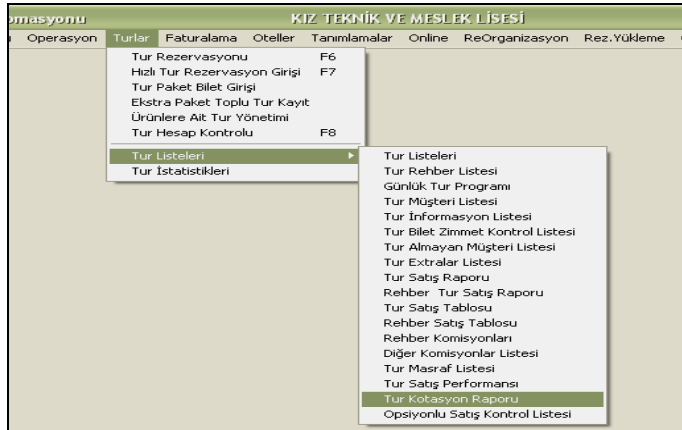 omasyonu KIZ TEKNİK VE MESLEK LİSESİ
Operasyon Turlar Faturalama Oteller Tanımlamalar Online ReOrganizasyon Rez.Yükleme
Tur Rezervasyonu F6
Hızlı Tur Rezervasyon Girişi F7
Tur Paket Bilet Girişi
Ekstra Paket Toplu Tur Kayıt
Ürünlere Ait Tur Yönetimi
Tur Hesap Kontrolu F8
Tur Listeleri
Tur İstatistikleri
Tur Listeleri
Tur Rehber Listesi
Günlük Tur Programı
Tur Müşteri Listesi
Tur İnformasyon Listesi
Tur Bilet Zimmet Kontrol Listesi
Tur Almayan Müşteri Listesi
Tur Extralar Listesi
Tur Satış Raporu
Rehber Tur Satış Raporu
Tur Satış Tablosu
Rehber Satış Tablosu
Rehber Komisyonları
Diğer Komisyonlar Listesi
Tur Masraf Listesi
Tur Satış Performansı
Tur Kotasyon Raporu
Opsiyonlu Satış Kontrol Listesi